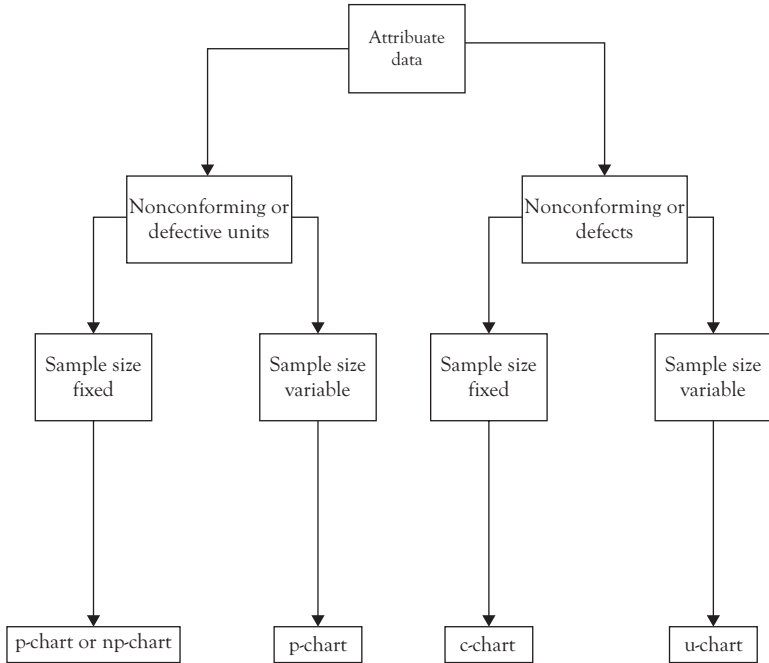 Attribuate
data
Nonconforming or
defective units
Nonconforming or
defects
Sample size
fixed
Sample size
variable
Sample size
fixed
Sample size
variable
p-chart or np-chart
p-chart
c-chart
u-chart